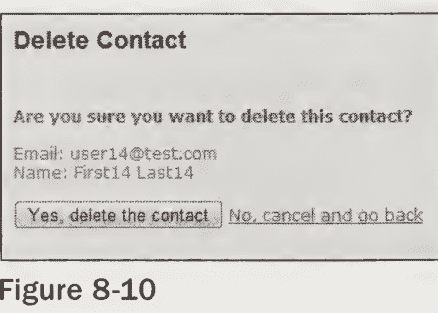 Delete Contact
Are you sure you want to delete this contact?
Email: user14@test.com
Name: First14 Last14
Yes, delete the contact No, cancel and go back
Figure 8-10